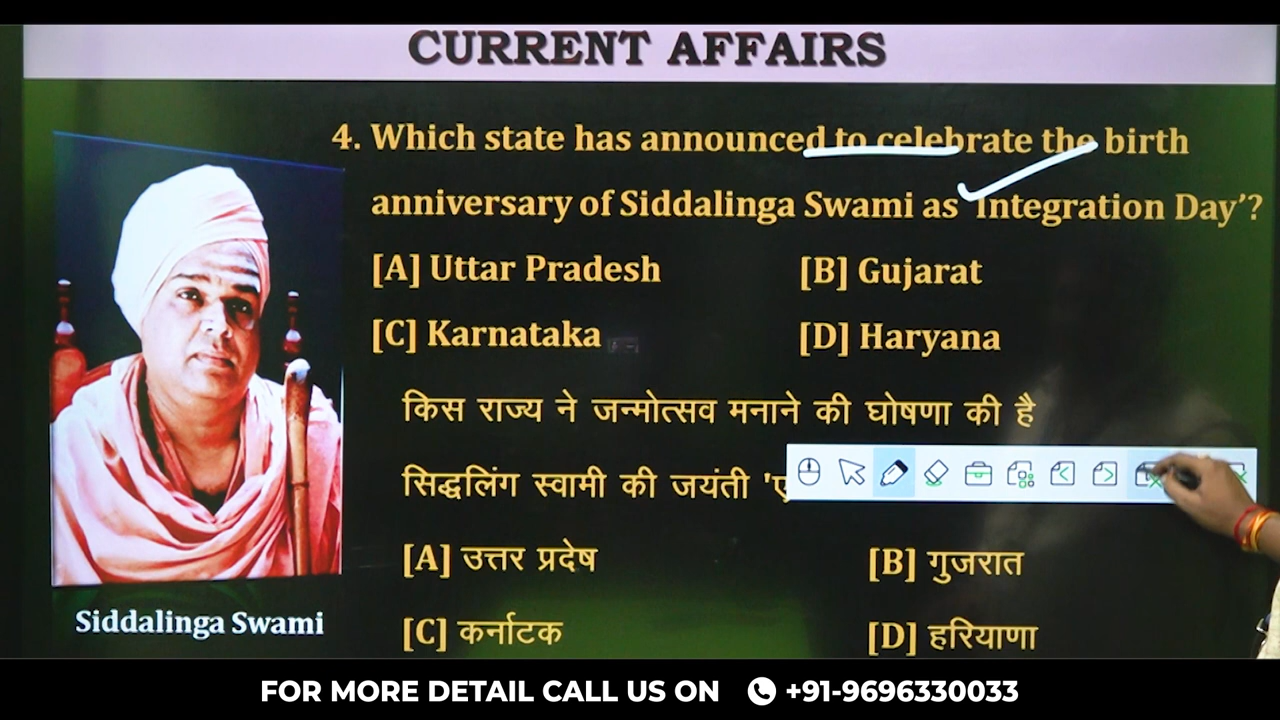 CURRENT AFFAIRS
4. Which state has announced to celebrate the birth
anniversary of Siddalinga Swami as 'Integration Day'?
[A] Uttar Pradesh
[B] Gujarat
[C] Karnataka
[D] Haryana
किस राज्य ने जन्मोत्सव मनाने की घोषणा की है
सिद्धलिंग स्वामी की जयंती
[A] उत्तर प्रदेष
[B] गुजरात
[C] कर्नाटक
[D] हरियाणा
Siddalinga Swami
FOR MORE DETAIL CALL US ON +91-9696330033